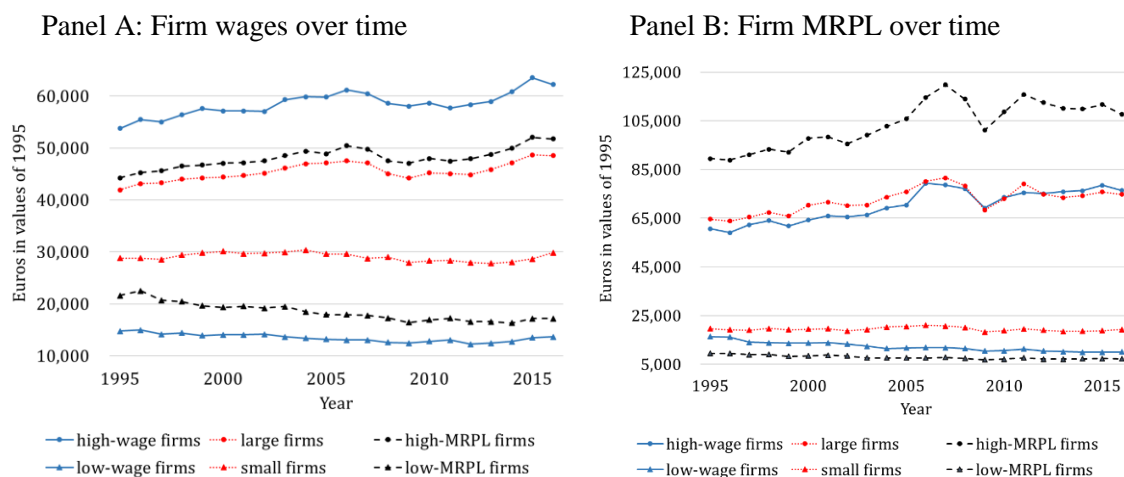 Panel A: Firm wages over time
60,000
50,000
40,000
30,000
20,000
10,000
Euros in values of 1995
1995 2000 2005 2010 2015
Year
high-wage firms large firms high-MRPL firms
low-wage firms small firms low-MRPL firms
Panel B: Firm MRPL over time
125,000
105,000
85,000
65,000
45,000
25,000
5,000
Euros in values of 1995
1995 2000 2005 2010 2015
Year
high-wage firms large firms high-MRPL firms
low-wage firms small firms low-MRPL firms